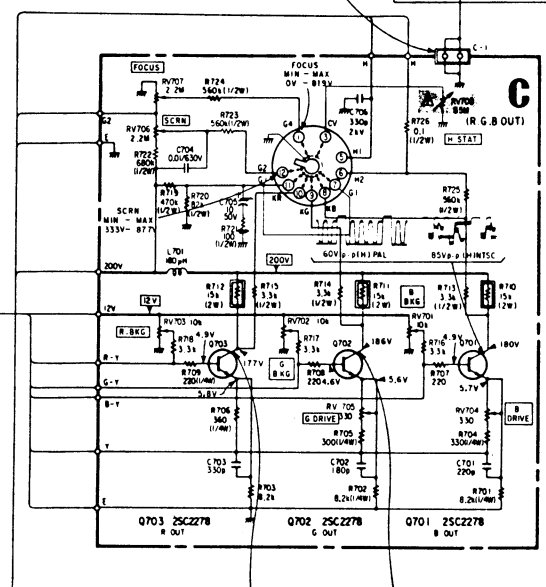 C-1
FOCUS
FOCUS
MIN - MAX
0V - 819V
H
H
C
(R.G.B OUT)
RV707
2.2M
R724
560k(1/2W)
C706
330p
2kV
R726
0.1
(1/2W)
H STAT
G2
SCRN
R723
560k(1/2W)
G4
CV
RV706
2.2M
E
C704
0.01/630V
R722
680k
(1/2W)
H1
G2
H2
G1
R719
470k
(1/2W)
R720
82k
(1/2W)
KR
KG
KB
C705
10
50V
R721
100
(1/2W)
R725
560k
(1/2W)
SCRN
MIN - MAX
333V - 877V
60V p-p(H)PAL
85Vp-p(H)NTSC
L701
180µH
200V
200V
R712
15k
(2W)
R715
3.3k
(1/2W)
R714
3.3k
(1/2W)
R711
15k
(2W)
B
BKG
R713
3.3k
(1/2W)
R710
15k
(2W)
12V
12V
RV703 10k
R.BKG
R718
3.3k
4.9V
Q703
RV702 10k
R717
3.3k
Q702
186V
RV701
10k
R716
3.3k
4.9V
Q701
180V
R-Y
R709
220(1/4W)
177V
G
BKG
R708
220
4.6V
5.6V
R707
220
G-Y
5.8V
5.7V
B-Y
R706
360
(1/4W)
RV 705
330
G DRIVE
RV704
330
B
DRIVE
R705
300(1/4W)
R704
330(1/4W)
Y
C703
330p
C702
180p
C701
220p
R703
8.2k
R702
8.2k(1/4W)
R701
8.2k(1/4W)
E
Q703 2SC2278
R OUT
Q702 2SC2278
G OUT
Q701 2SC2278
B OUT